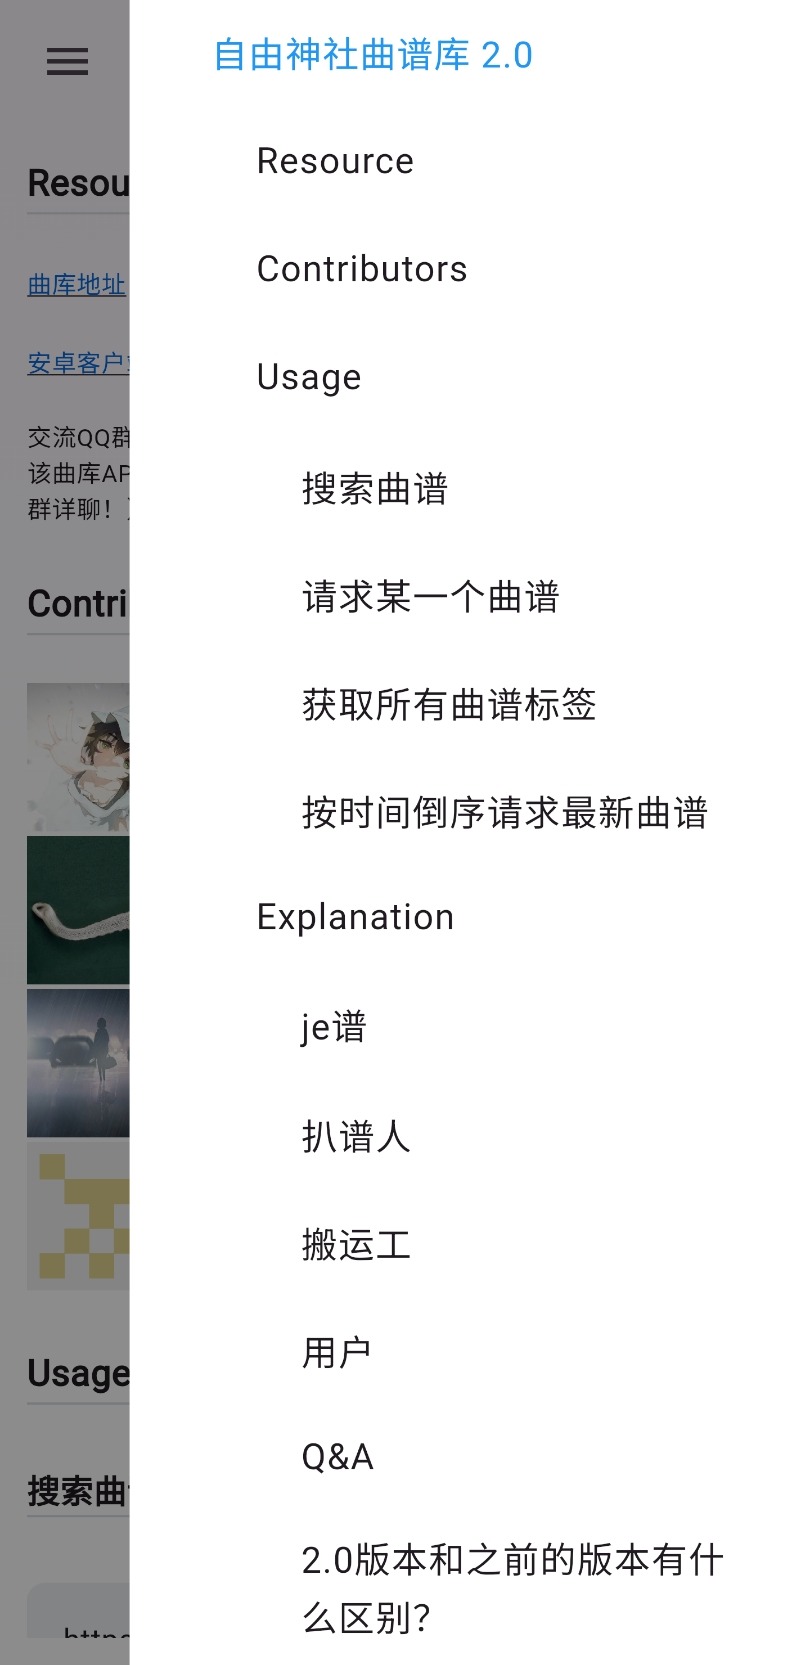 自由神社曲谱库 2.0
Resource
Contributors
Usage
搜索曲谱
请求某一个曲谱
获取所有曲谱标签
按时间倒序请求最新曲谱
Explanation
je谱
扒谱人
搬运工
用户
Q&A
2.0版本和之前的版本有什
么区别？
Resou
曲库地址
安卓客户
交流QQ群
该曲库AP
群详聊！
Contri
Usage
搜索曲